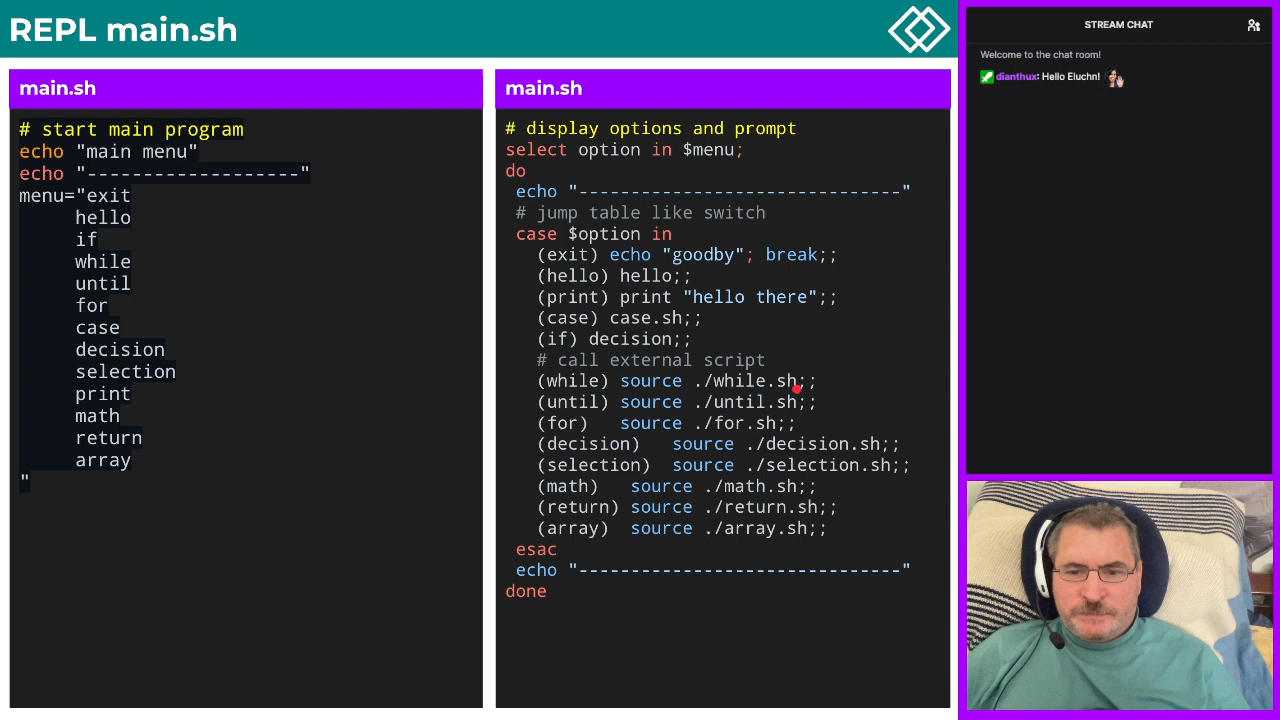 REPL main.sh
main.sh
# start main program
echo "main menu"
echo "-------------------"
menu="exit
hello
if
while
until
for
case
decision
selection
print
math
return
array
"
main.sh
# display options and prompt
select option in $menu;
do
echo "-------------------------------"
# jump table like switch
case $option in
(exit) echo "goodby"; break;;
(hello) hello;;
(print) print "hello there";;
(case) case.sh;;
(if) decision;;
# call external script
(while) source ./while.sh;;
(until) source ./until.sh;;
(for) source ./for.sh;;
(decision) source ./decision.sh;;
(selection) source ./selection.sh;;
(math) source ./math.sh;;
(return) source ./return.sh;;
(array) source ./array.sh;;
esac
echo "-------------------------------"
done
STREAM CHAT
Welcome to the chat room!
dianthux: Hello Eluchn!